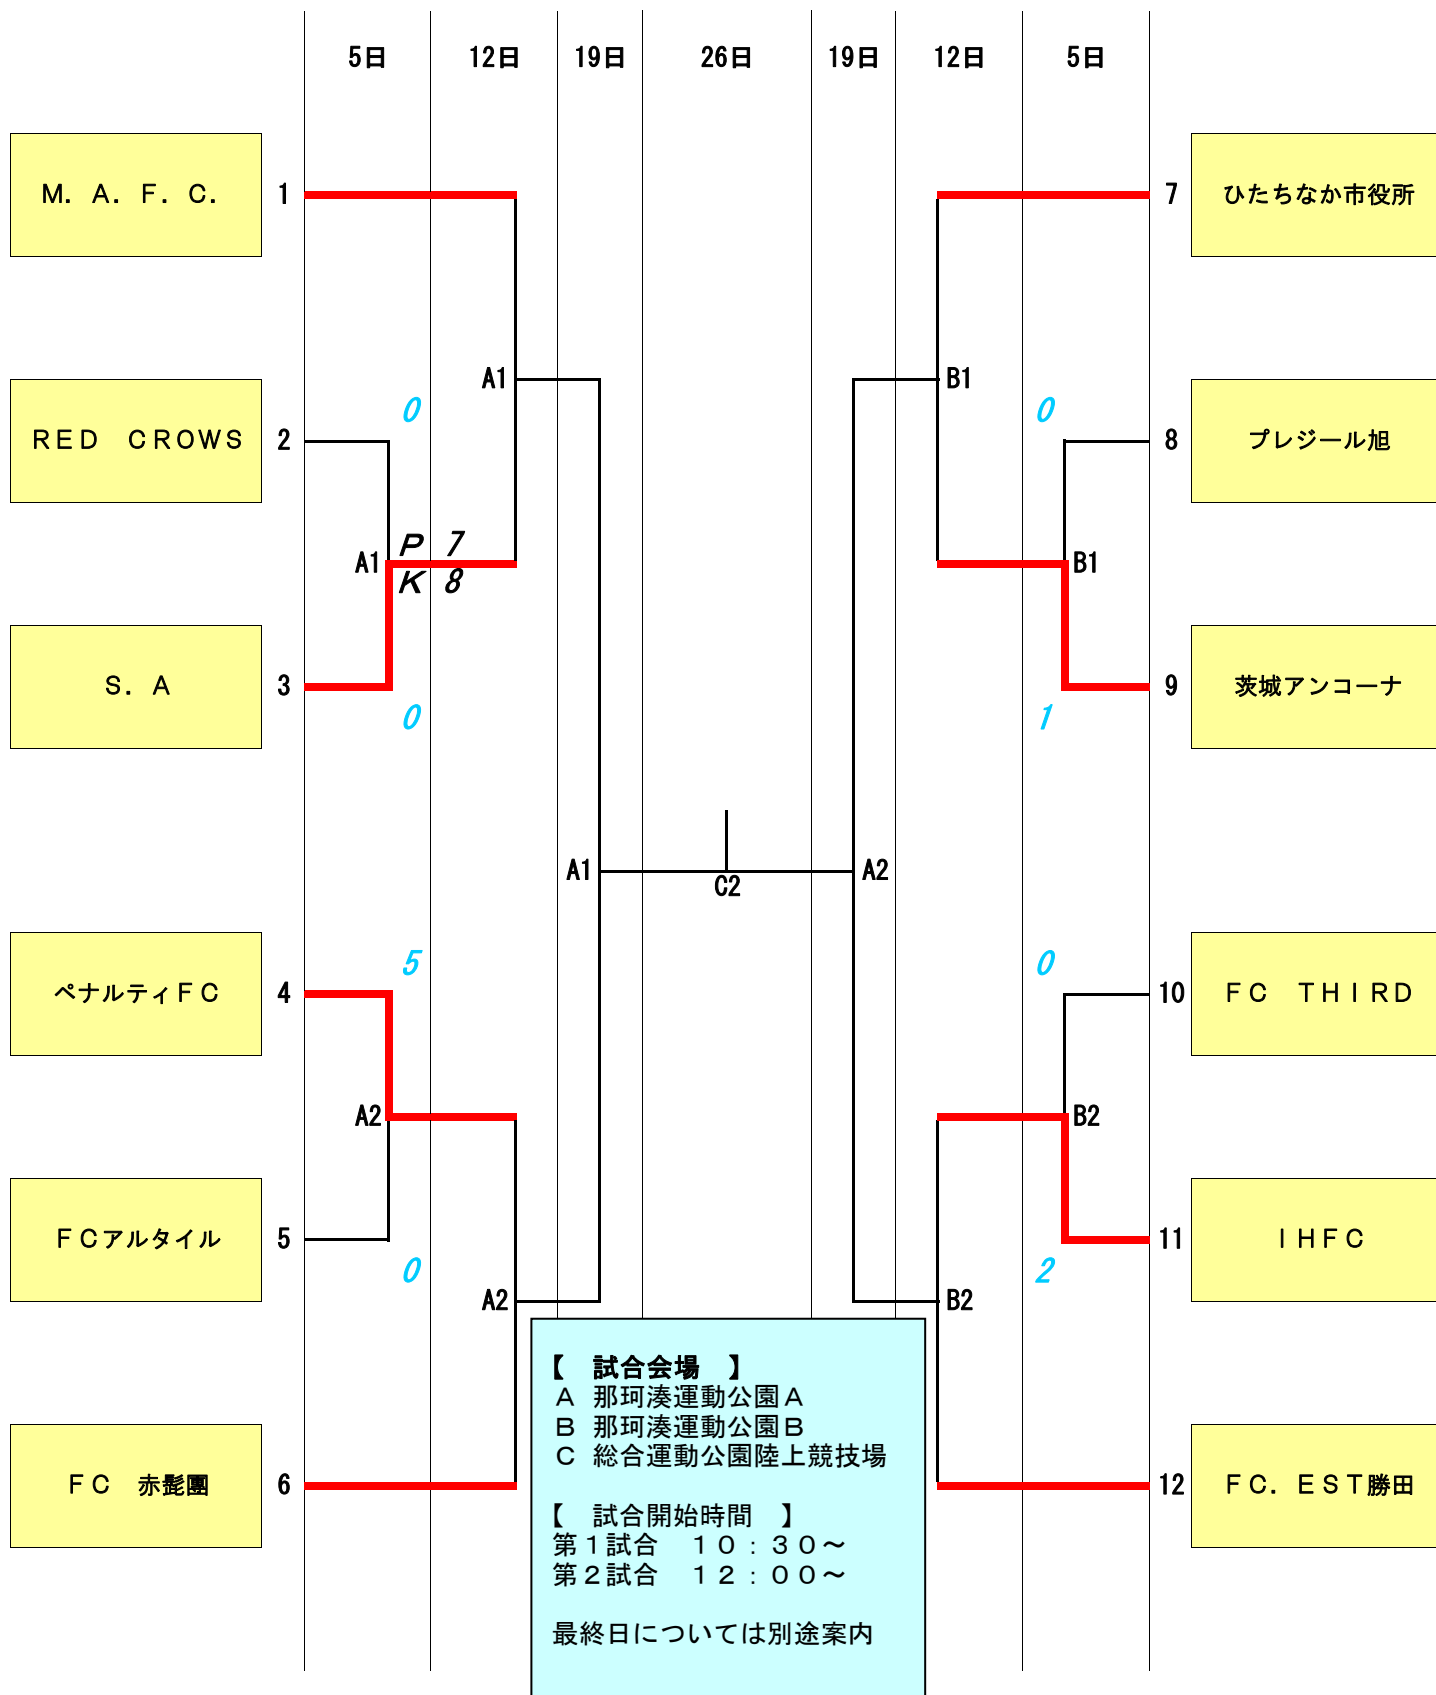 5日 12日 19日 26日 19日 12日 5日
Ｍ．Ａ．Ｆ．Ｃ． 1
7 ひたちなか市役所
A1 B1
0 0
ＲＥＤ　ＣＲＯＷＳ 2
8 プレジール旭
P 7
A1 B1
K 8
Ｓ．Ａ 3
9 茨城アンコーナ
0 1
A1 A2
C2
5 0
ペナルティＦＣ 4
10 ＦＣ　ＴＨＩＲＤ
A2 B2
ＦＣアルタイル 5
11 ＩＨＦＣ
0 2
A2 B2
ＦＣ　赤髭團 6
12 ＦＣ．ＥＳＴ勝田
【　試合会場　】
Ａ 那珂湊運動公園Ａ
Ｂ 那珂湊運動公園Ｂ
Ｃ 総合運動公園陸上競技場
【　試合開始時間　】
第１試合　１０：３０～
第２試合　１２：００～
最終日については別途案内